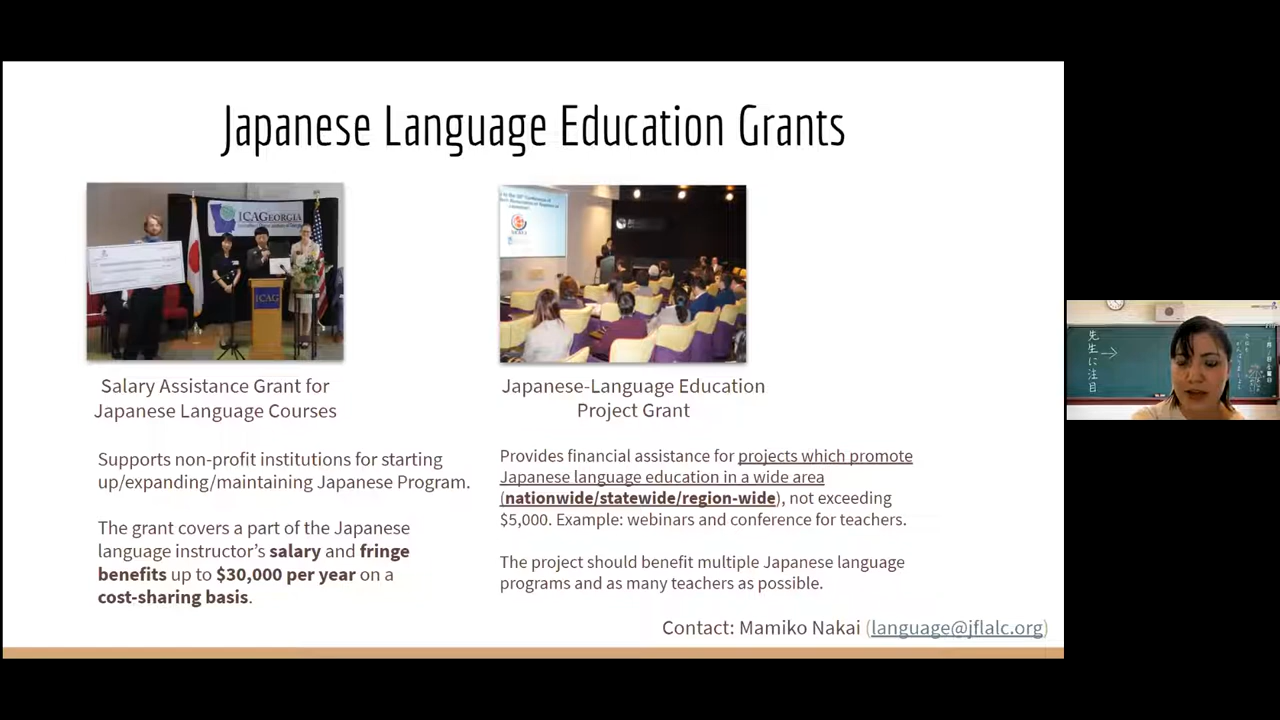 Japanese Language Education Grants
ICAGEORGIA
ICAG
Salary Assistance Grant for
Japanese Language Courses
Supports non-profit institutions for starting
up/expanding/maintaining Japanese Program.
The grant covers a part of the Japanese
language instructor's salary and fringe
benefits up to $30,000 per year on a
cost-sharing basis.
Japanese-Language Education
Project Grant
Provides financial assistance for projects which promote
Japanese language education in a wide area
(nationwide/statewide/region-wide), not exceeding
$5,000. Example: webinars and conference for teachers.
The project should benefit multiple Japanese language
programs and as many teachers as possible.
Contact: Mamiko Nakai (language@jflalc.org)
先生に注目